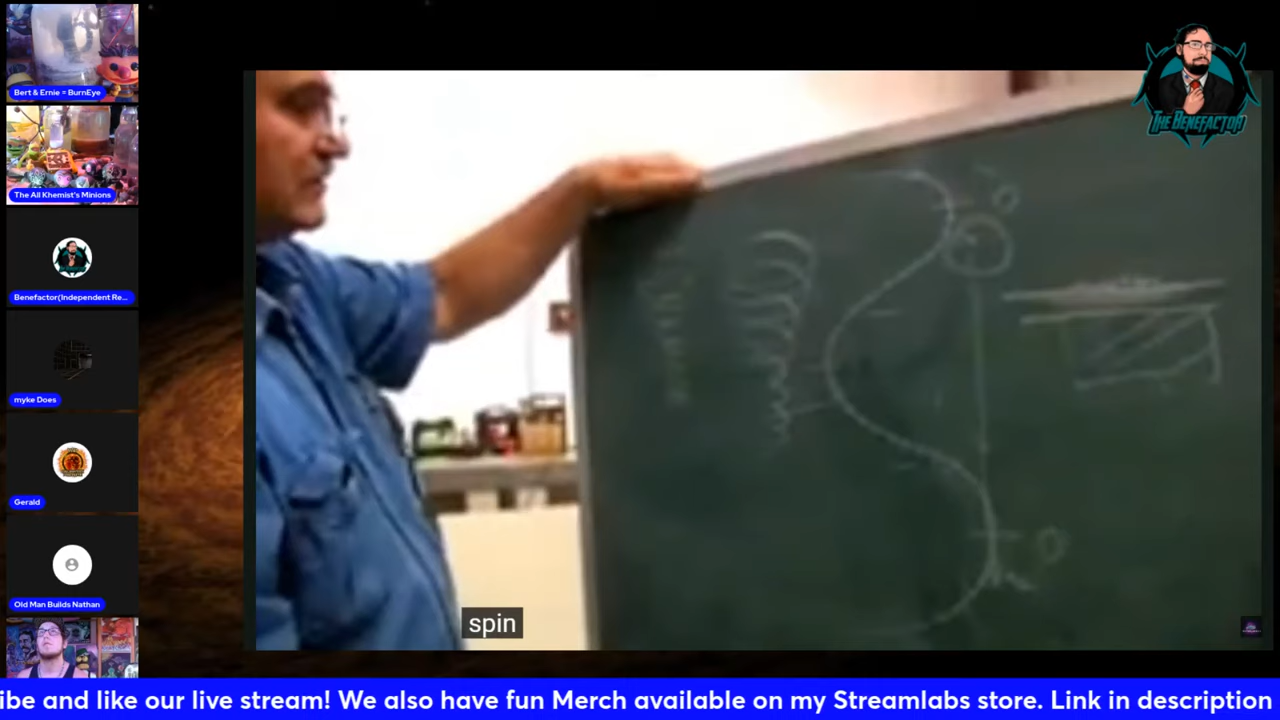 Bert & Ernie = BurnEye
The All Khemist's Minions
Benefactor(Independent Re...
myke Does
Gerald
Old Man Builds Nathan
THE BENEFACTOR
spin
ibe and like our live stream! We also have fun Merch available on my Streamlabs store. Link in description